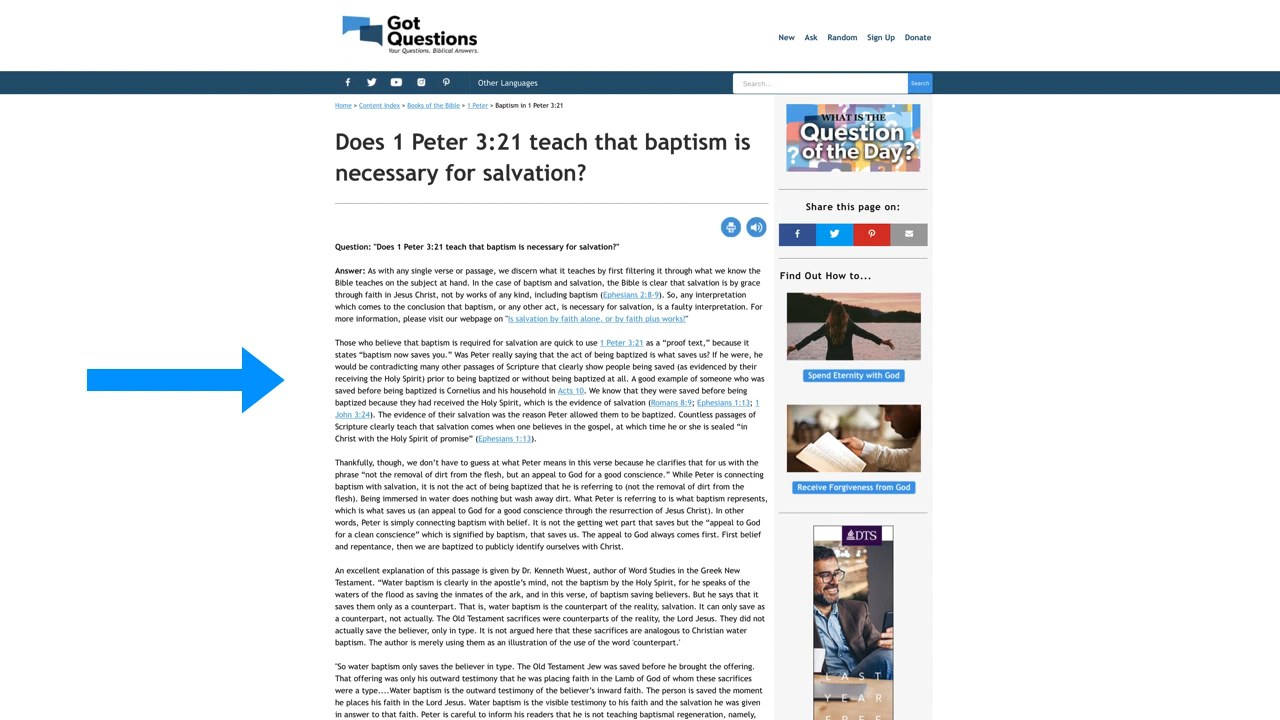 Got
Questions
Your Questions. Biblical Answers.
New Ask Random Sign Up Donate
Other Languages
Search...
Search
Home > Content Index > Books of the Bible > 1 Peter > Baptism in 1 Peter 3:21
Does 1 Peter 3:21 teach that baptism is
necessary for salvation?
Question: "Does 1 Peter 3:21 teach that baptism is necessary for salvation?"
Answer: As with any single verse or passage, we discern what it teaches by first filtering it through what we know the
Bible teaches on the subject at hand. In the case of baptism and salvation, the Bible is clear that salvation is by grace
through faith in Jesus Christ, not by works of any kind, including baptism (Ephesians 2:8-9). So, any interpretation
which comes to the conclusion that baptism, or any other act, is necessary for salvation, is a faulty interpretation. For
more information, please visit our webpage on "Is salvation by faith alone, or by faith plus works?"
Those who believe that baptism is required for salvation are quick to use 1 Peter 3:21 as a “proof text,” because it
states “baptism now saves you.” Was Peter really saying that the act of being baptized is what saves us? If he were, he
would be contradicting many other passages of Scripture that clearly show people being saved (as evidenced by their
receiving the Holy Spirit) prior to being baptized or without being baptized at all. A good example of someone who was
saved before being baptized is Cornelius and his household in Acts 10. We know that they were saved before being
baptized because they had received the Holy Spirit, which is the evidence of salvation (Romans 8:9; Ephesians 1:13; 1
John 3:24). The evidence of their salvation was the reason Peter allowed them to be baptized. Countless passages of
Scripture clearly teach that salvation comes when one believes in the gospel, at which time he or she is sealed “in
Christ with the Holy Spirit of promise” (Ephesians 1:13).
Thankfully, though, we don’t have to guess at what Peter means in this verse because he clarifies that for us with the
phrase “not the removal of dirt from the flesh, but an appeal to God for a good conscience.” While Peter is connecting
baptism with salvation, it is not the act of being baptized that he is referring to (not the removal of dirt from the
flesh). Being immersed in water does nothing but wash away dirt. What Peter is referring to is what baptism represents,
which is what saves us (an appeal to God for a good conscience through the resurrection of Jesus Christ). In other
words, Peter is simply connecting baptism with belief. It is not the getting wet part that saves but the “appeal to God
for a clean conscience” which is signified by baptism, that saves us. The appeal to God always comes first. First belief
and repentance, then we are baptized to publicly identify ourselves with Christ.
An excellent explanation of this passage is given by Dr. Kenneth Wuest, author of Word Studies in the Greek New
Testament. “Water baptism is clearly in the apostle’s mind, not the baptism by the Holy Spirit, for he speaks of the
waters of the flood as saving the inmates of the ark, and in this verse, of baptism saving believers. But he says that it
saves them only as a counterpart. That is, water baptism is the counterpart of the reality, salvation. It can only save as
a counterpart, not actually. The Old Testament sacrifices were counterparts of the reality, the Lord Jesus. They did not
actually save the believer, only in type. It is not argued here that these sacrifices are analogous to Christian water
baptism. The author is merely using them as an illustration of the use of the word 'counterpart.'
"So water baptism only saves the believer in type. The Old Testament Jew was saved before he brought the offering.
That offering was only his outward testimony that he was placing faith in the Lamb of God of whom these sacrifices
were a type....Water baptism is the outward testimony of the believer’s inward faith. The person is saved the moment
he places his faith in the Lord Jesus. Water baptism is the visible testimony to his faith and the salvation he was given
in answer to that faith. Peter is careful to inform his readers that he is not teaching baptismal regeneration, namely,
WHAT IS THE
Question
of the Day?
Share this page on:
Find Out How to...
Spend Eternity with God
Receive Forgiveness from God
DTS
LAST
YEAR
FREE